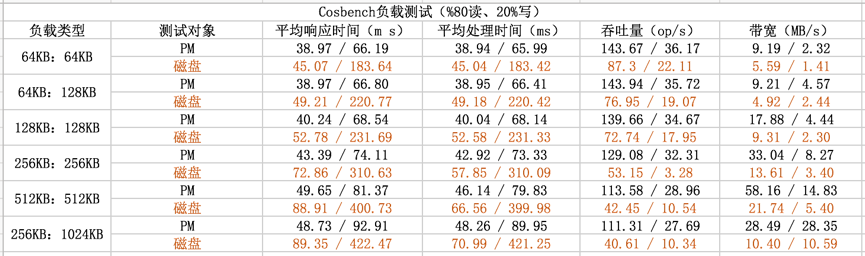 Cosbench负载测试（%80读、20%写）
负载类型 测试对象 平均响应时间（m s） 平均处理时间（ms） 吞吐量（op/s） 带宽（MB/s）
64KB：64KB PM 38.97 / 66.19 38.94 / 65.99 143.67 / 36.17 9.19 / 2.32
磁盘 45.07 / 183.64 45.04 / 183.42 87.3 / 22.11 5.59 / 1.41
64KB：128KB PM 38.97 / 66.80 38.95 / 66.41 143.94 / 35.72 9.21 / 4.57
磁盘 49.21 / 220.77 49.18 / 220.42 76.95 / 19.07 4.92 / 2.44
128KB：128KB PM 40.24 / 68.54 40.04 / 68.14 139.66 / 34.67 17.88 / 4.44
磁盘 52.78 / 231.69 52.58 / 231.33 72.74 / 17.95 9.31 / 2.30
256KB：256KB PM 43.39 / 74.11 42.92 / 73.33 129.08 / 32.31 33.04 / 8.27
磁盘 72.86 / 310.63 57.85 / 310.09 53.15 / 3.28 13.61 / 3.40
512KB：512KB PM 49.65 / 81.37 46.14 / 79.83 113.58 / 28.96 58.16 / 14.83
磁盘 88.91 / 400.73 66.56 / 399.98 42.45 / 10.54 21.74 / 5.40
256KB：1024KB PM 48.73 / 92.91 48.26 / 89.95 111.31 / 27.69 28.49 / 28.35
磁盘 89.35 / 422.47 70.99 / 421.25 40.61 / 10.34 10.40 / 10.59